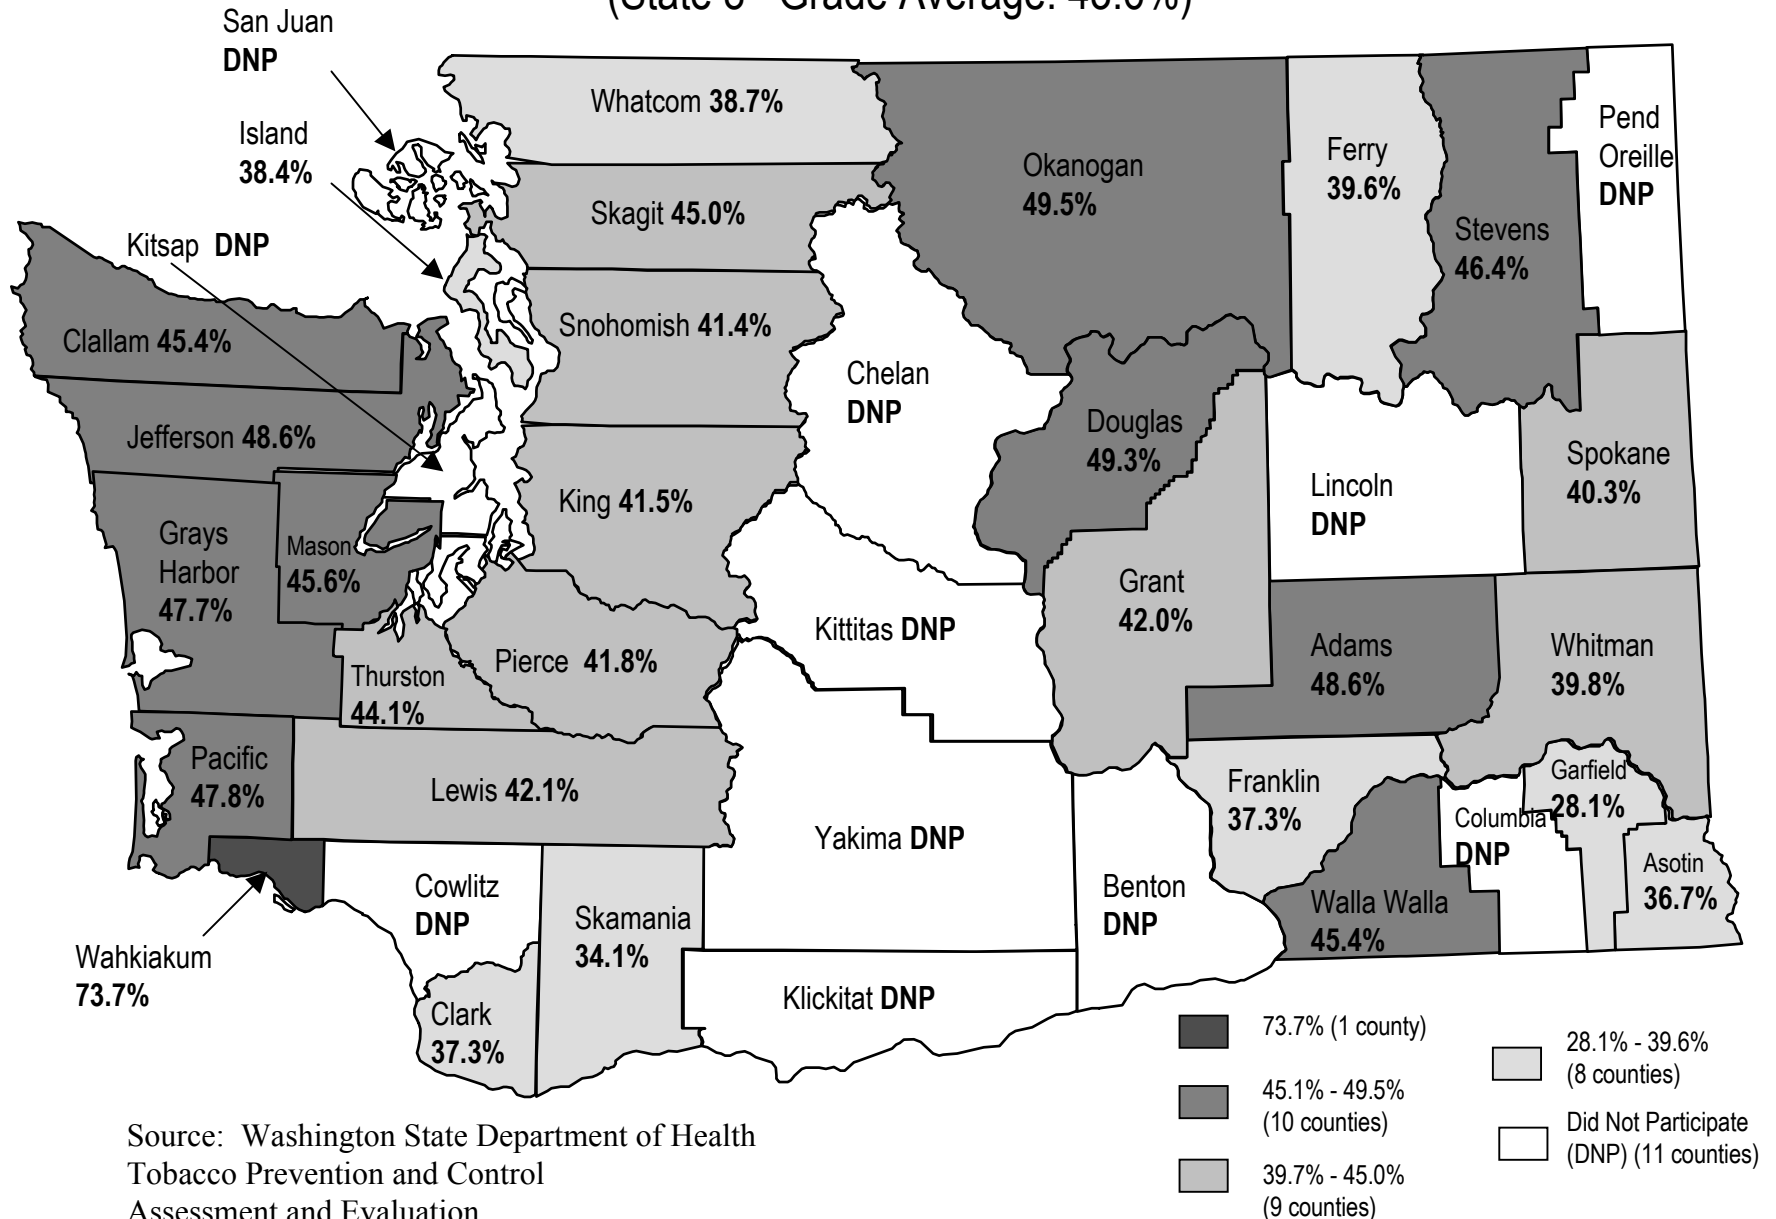 San Juan
DNP
Island
38.4%
Kitsap DNP
Whatcom 38.7%
Skagit 45.0%
Snohomish 41.4%
King 41.5%
Okanogan
49.5%
Ferry
39.6%
Stevens
46.4%
Pend
Oreille
DNP
Clallam 45.4%
Jefferson 48.6%
Grays
Harbor
47.7%
Mason
45.6%
Chelan
DNP
Douglas
49.3%
Lincoln
DNP
Spokane
40.3%
Grant
42.0%
Kittitas DNP
Pierce 41.8%
Thurston
44.1%
Adams
48.6%
Whitman
39.8%
Pacific
47.8%
Lewis 42.1%
Yakima DNP
Franklin
37.3%
Garfield
28.1%
Columbia
DNP
Asotin
36.7%
Walla Walla
45.4%
Benton
DNP
Cowlitz
DNP
Skamania
34.1%
Wahkiakum
73.7%
Clark
37.3%
Klickitat DNP
73.7% (1 county)
45.1% - 49.5%
(10 counties)
39.7% - 45.0%
(9 counties)
28.1% - 39.6%
(8 counties)
Did Not Participate
(DNP) (11 counties)
Source: Washington State Department of Health
Tobacco Prevention and Control
Assessment and Evaluation